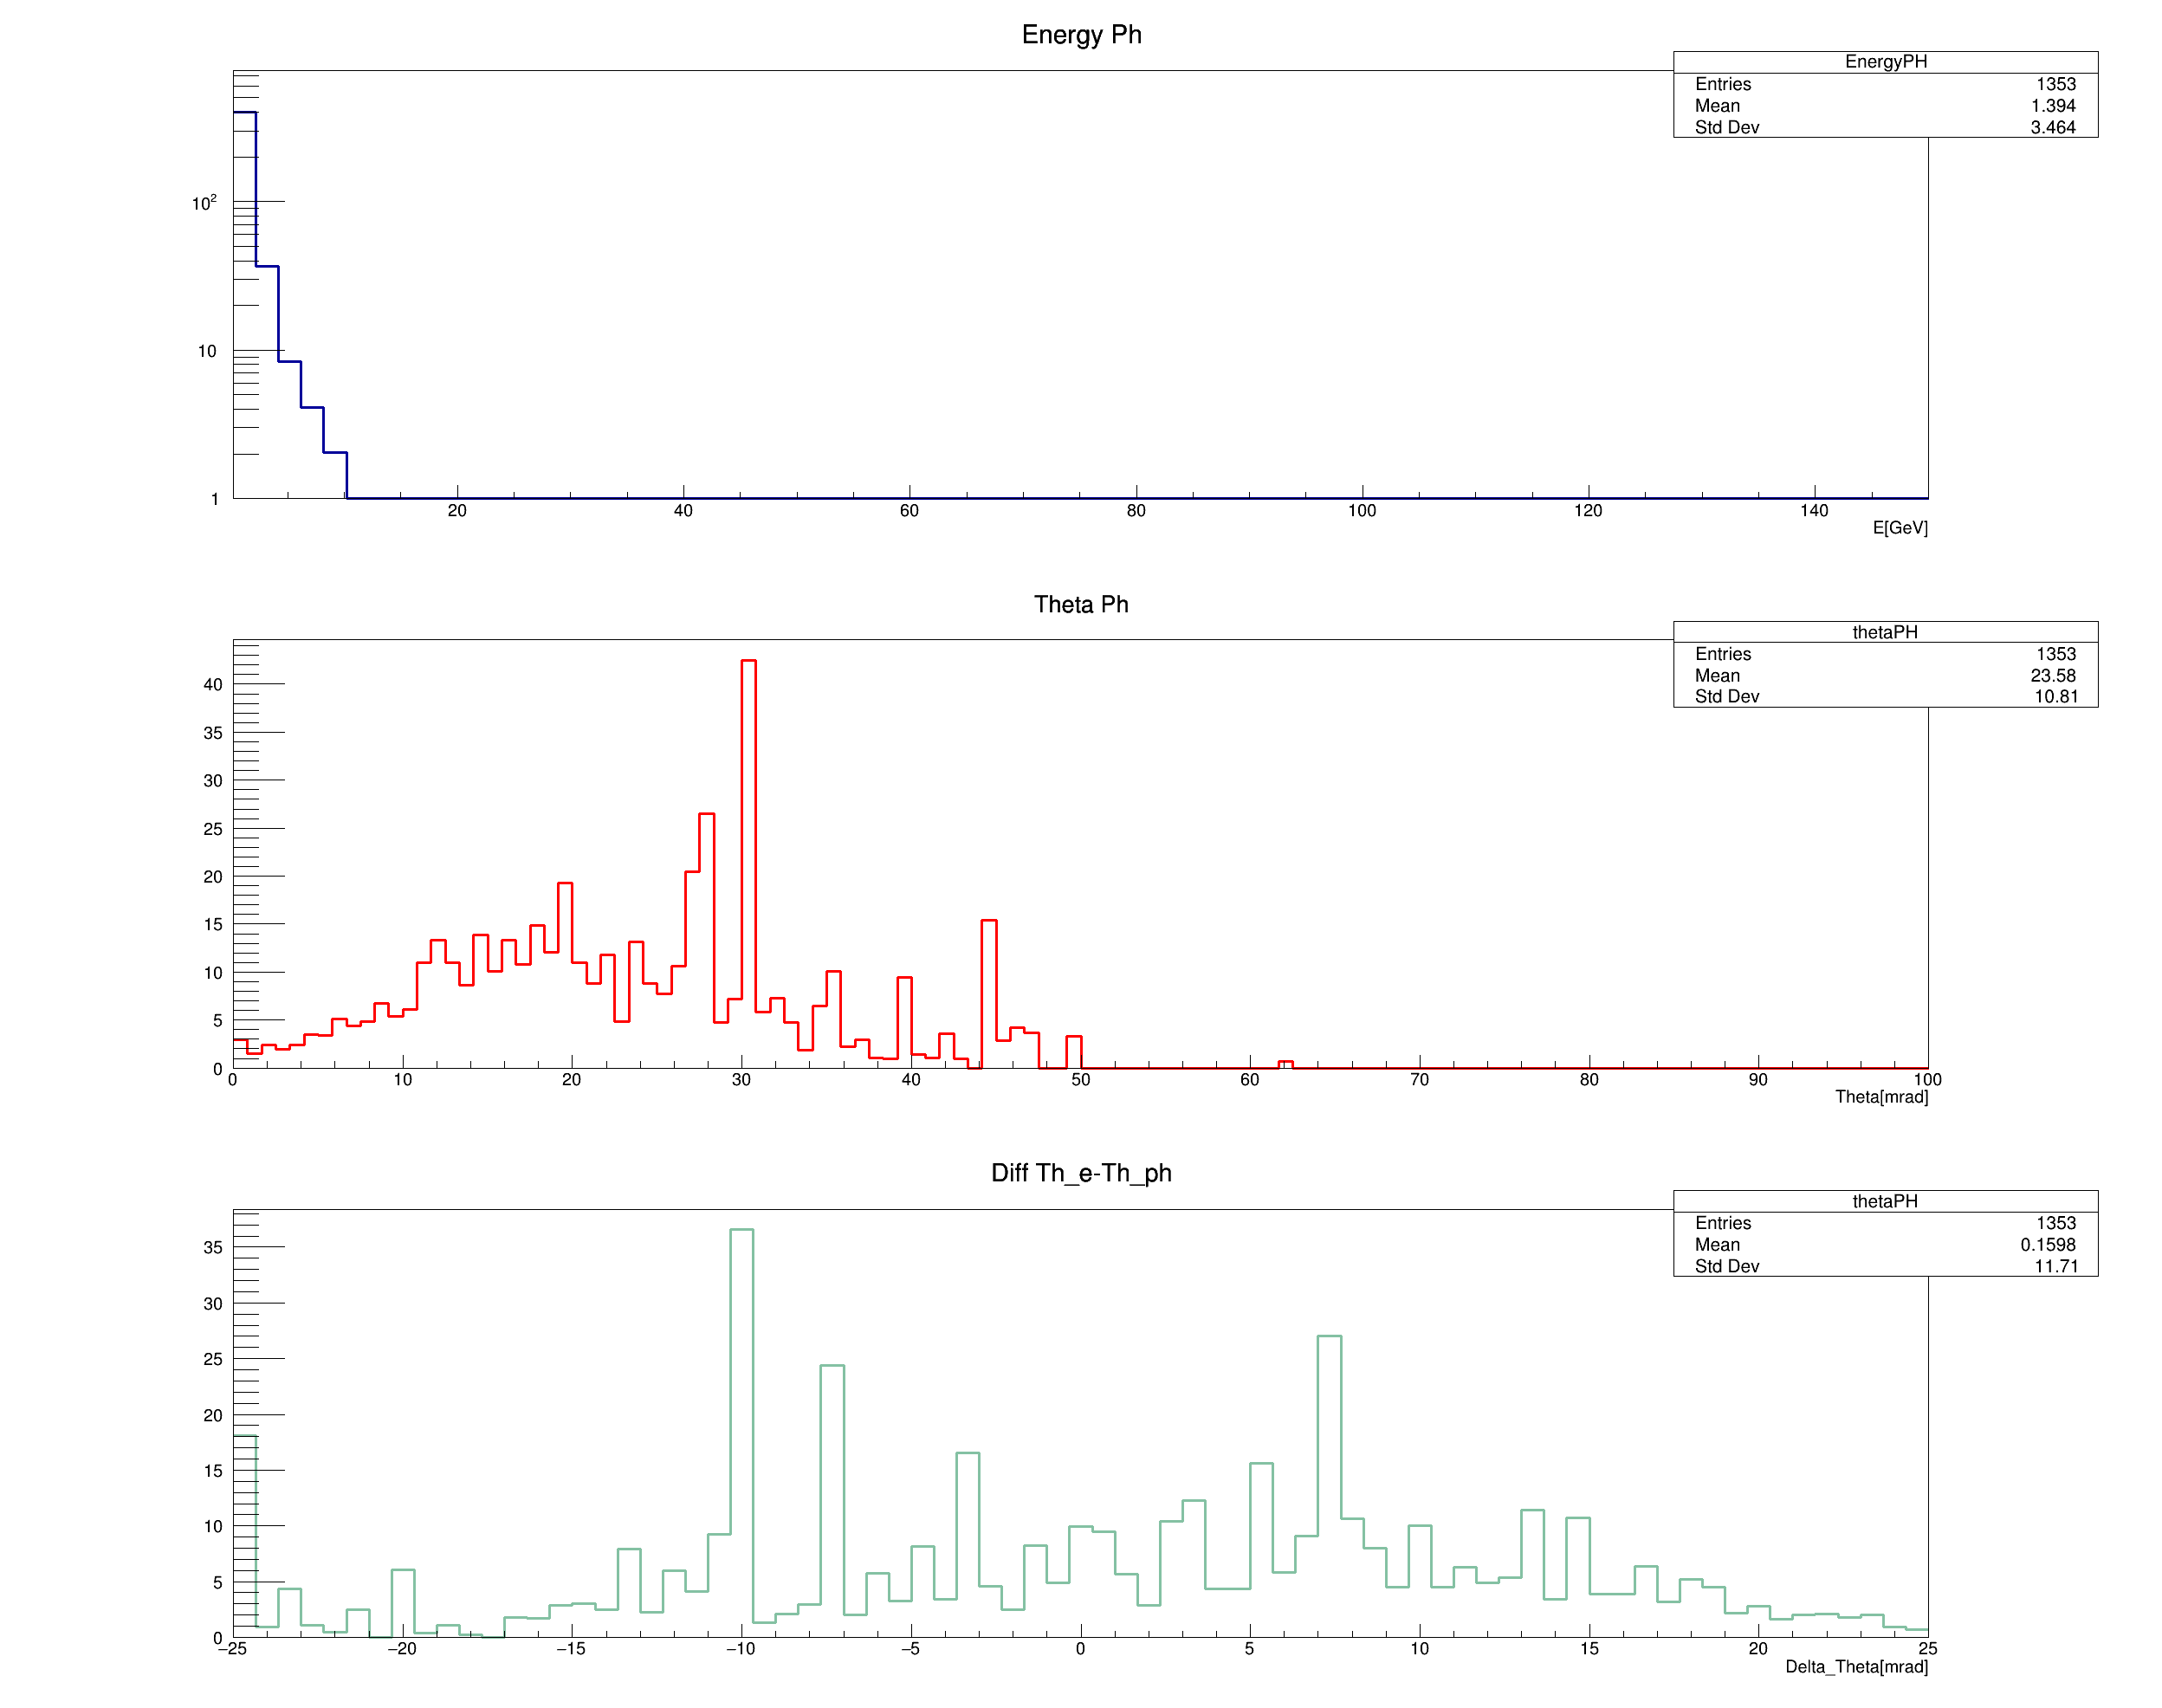 Energy Ph
EnergyPH
Entries 1353
Mean 1.394
Std Dev 3.464
10²
10
1
20 40 60 80 100 120 140
E[GeV]
Theta Ph
thetaPH
Entries 1353
Mean 23.58
Std Dev 10.81
40
35
30
25
20
15
10
5
0
0 10 20 30 40 50 60 70 80 90 100
Theta[mrad]
Diff Th_e-Th_ph
thetaPH
Entries 1353
Mean 0.1598
Std Dev 11.71
35
30
25
20
15
10
5
0
−25 −20 −15 −10 −5 0 5 10 15 20 25
Delta_Theta[mrad]